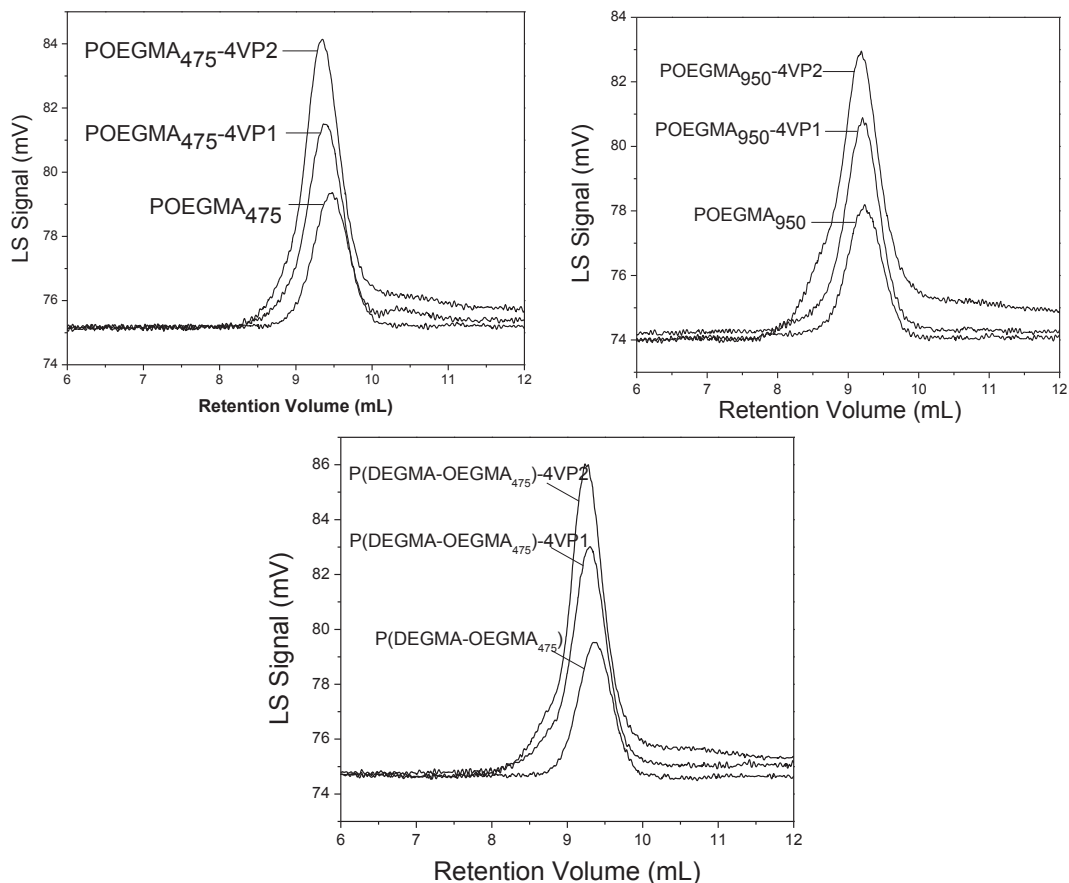 84
82
80
78
76
74
LS Signal (mV)
POEGMA475-4VP2
POEGMA475-4VP1
POEGMA475
6 7 8 9 10 11 12
Retention Volume (mL)
84
82
80
78
76
74
LS Signal (mV)
POEGMA950-4VP2
POEGMA950-4VP1
POEGMA950
6 7 8 9 10 11 12
Retention Volume (mL)
86
84
82
80
78
76
74
LS Signal (mV)
P(DEGMA-OEGMA475)-4VP2
P(DEGMA-OEGMA475)-4VP1
P(DEGMA-OEGMA475)
6 7 8 9 10 11 12
Retention Volume (mL)